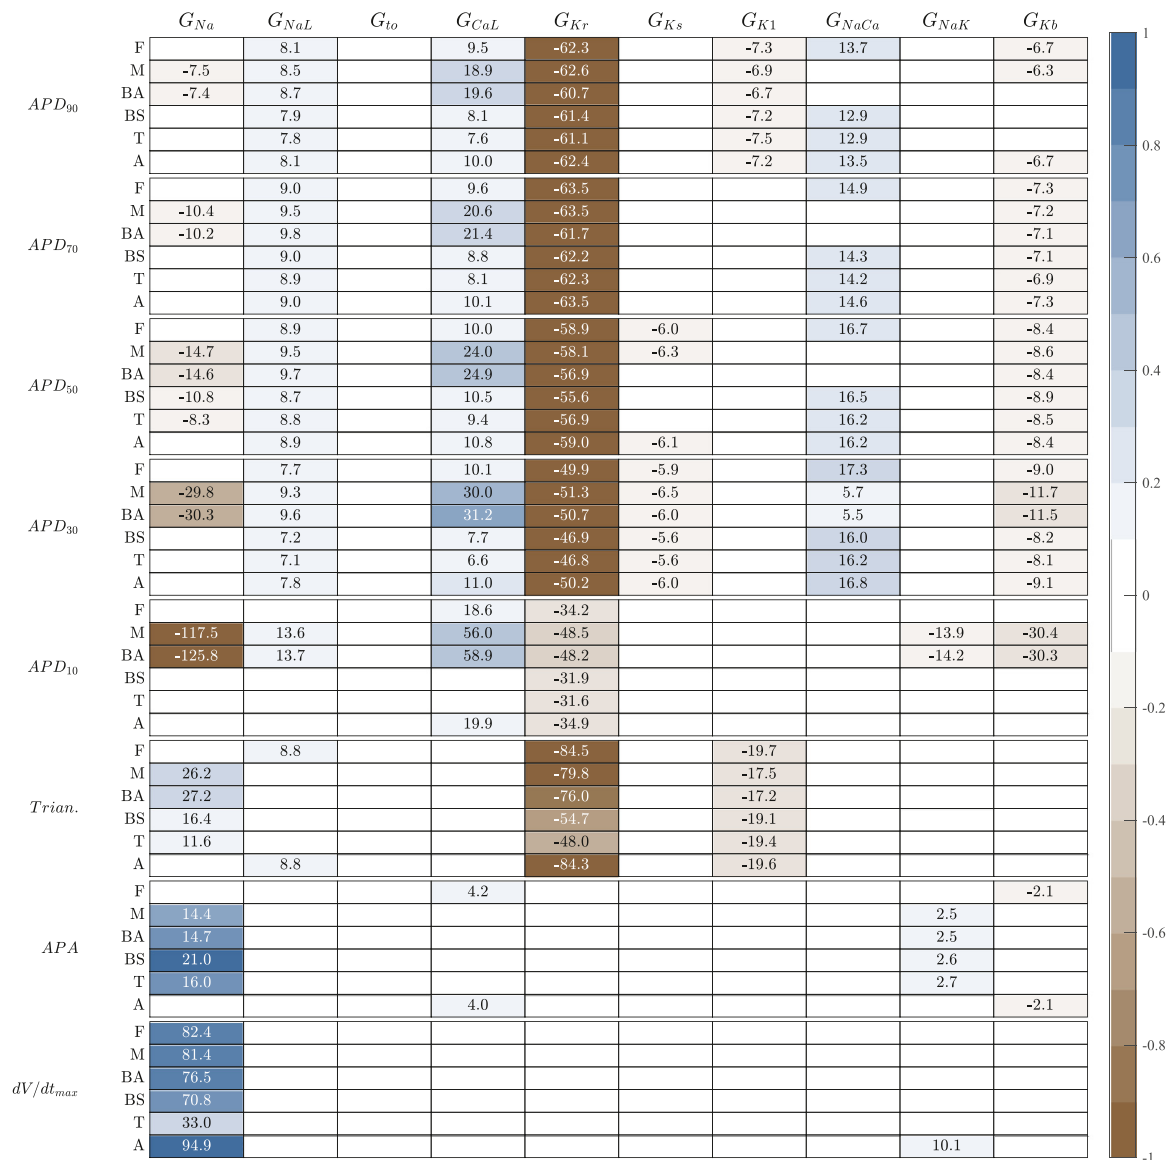 G_Na G_NaL G_to G_CaL G_Kr G_Ks G_K1 G_NaCa G_NaK G_Kb
APD_90
F 8.1 9.5 -62.3 -7.3 13.7 -6.7
M -7.5 8.5 18.9 -62.6 -6.9 -6.3
BA -7.4 8.7 19.6 -60.7 -6.7
BS 7.9 8.1 -61.4 -7.2 12.9
T 7.8 7.6 -61.1 -7.5 12.9
A 8.1 10.0 -62.4 -7.2 13.5 -6.7
APD_70
F 9.0 9.6 -63.5 14.9 -7.3
M -10.4 9.5 20.6 -63.5 -7.2
BA -10.2 9.8 21.4 -61.7 -7.1
BS 9.0 8.8 -62.2 14.3 -7.1
T 8.9 8.1 -62.3 14.2 -6.9
A 9.0 10.1 -63.5 14.6 -7.3
APD_50
F 8.9 10.0 -58.9 -6.0 16.7 -8.4
M -14.7 9.5 24.0 -58.1 -6.3 -8.6
BA -14.6 9.7 24.9 -56.9 -8.4
BS -10.8 8.7 10.5 -55.6 16.5 -8.9
T -8.3 8.8 9.4 -56.9 16.2 -8.5
A 8.9 10.8 -59.0 -6.1 16.2 -8.4
APD_30
F 7.7 10.1 -49.9 -5.9 17.3 -9.0
M -29.8 9.3 30.0 -51.3 -6.5 5.7 -11.7
BA -30.3 9.6 31.2 -50.7 -6.0 5.5 -11.5
BS 7.2 7.7 -46.9 -5.6 16.0 -8.2
T 7.1 6.6 -46.8 -5.6 16.2 -8.1
A 7.8 11.0 -50.2 -6.0 16.8 -9.1
APD_10
F 18.6 -34.2
M -117.5 13.6 56.0 -48.5 -13.9 -30.4
BA -125.8 13.7 58.9 -48.2 -14.2 -30.3
BS -31.9
T -31.6
A 19.9 -34.9
Trian.
F 8.8 -84.5 -19.7
M 26.2 -79.8 -17.5
BA 27.2 -76.0 -17.2
BS 16.4 -54.7 -19.1
T 11.6 -48.0 -19.4
A 8.8 -84.3 -19.6
APA
F 4.2 -2.1
M 14.4 2.5
BA 14.7 2.5
BS 21.0 2.6
T 16.0 2.7
A 4.0 -2.1
dV/dt_max
F 82.4
M 81.4
BA 76.5
BS 70.8
T 33.0
A 94.9 10.1
1
0.8
0.6
0.4
0.2
0
-0.2
-0.4
-0.6
-0.8
-1